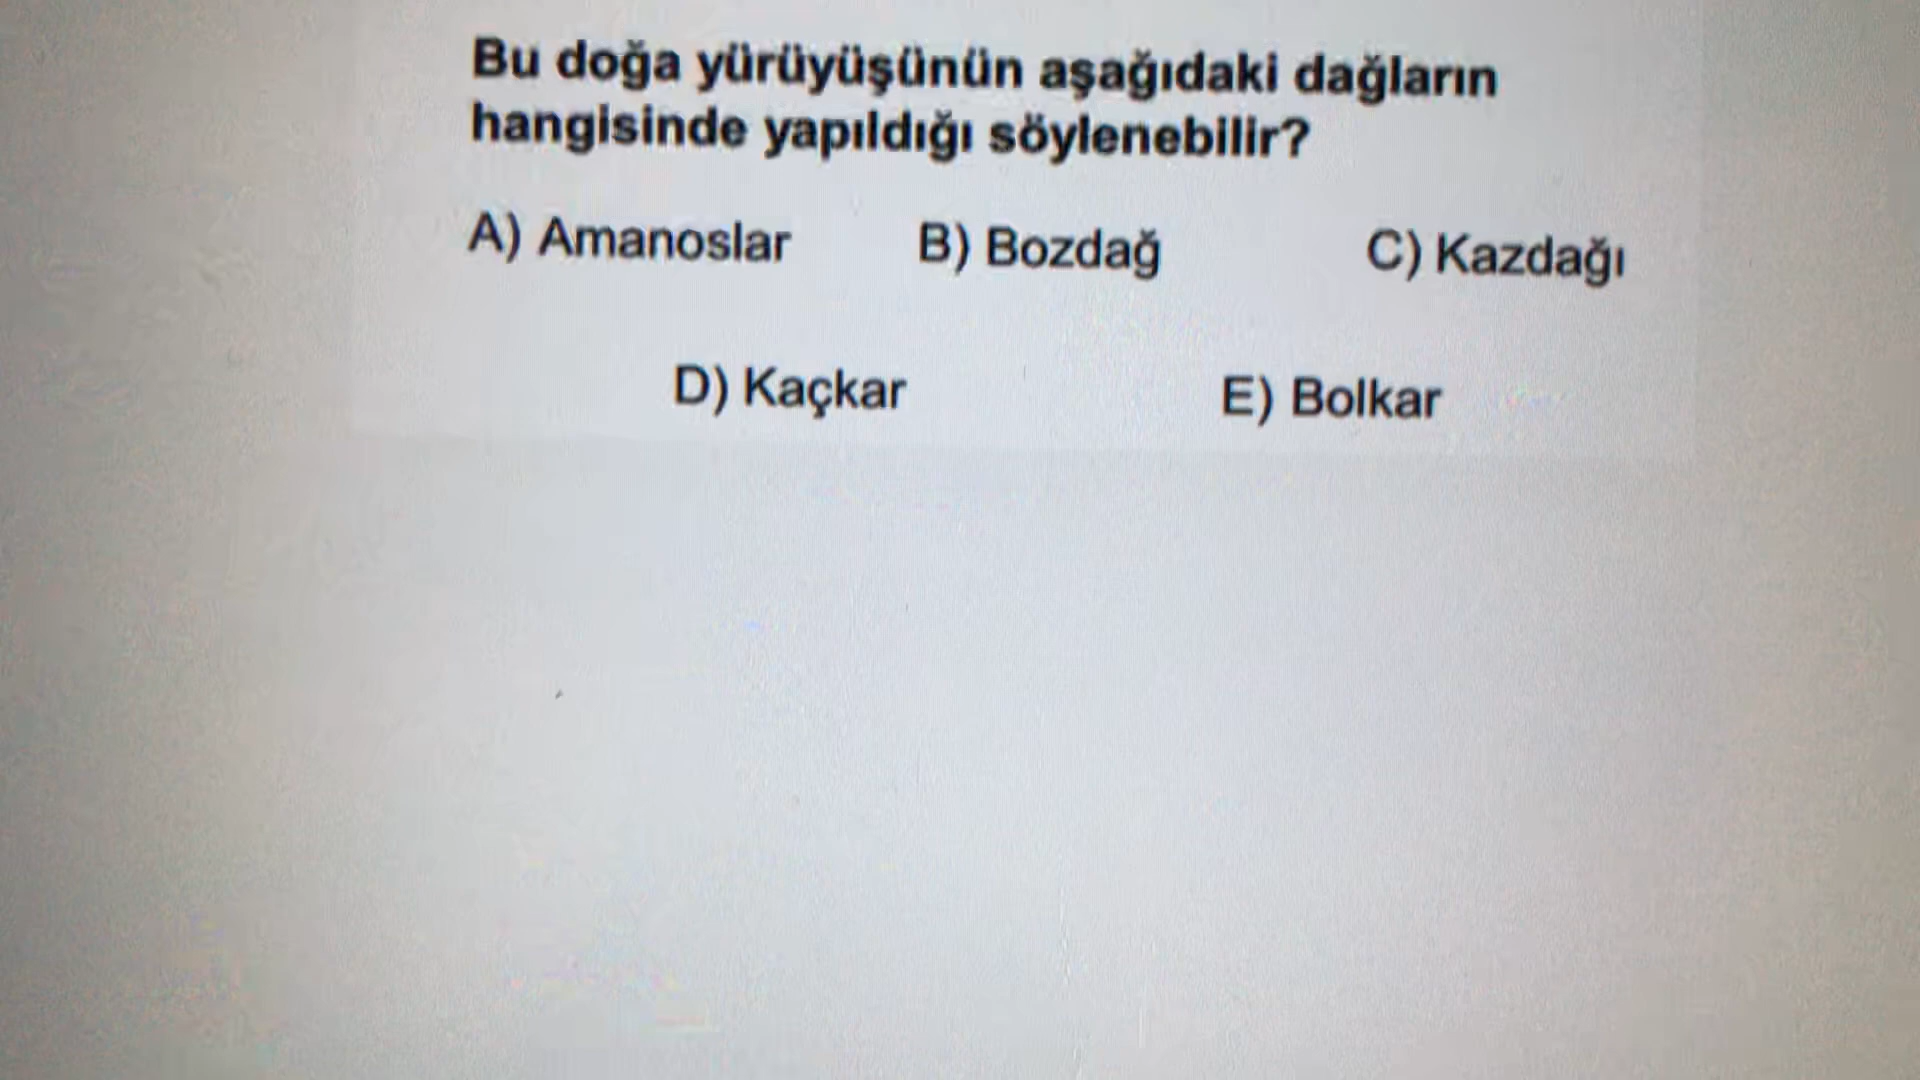 Bu doğa yürüyüşünün aşağıdaki dağların
hangisinde yapıldığı söylenebilir?
A) Amanoslar B) Bozdağ C) Kazdağı
D) Kaçkar E) Bolkar